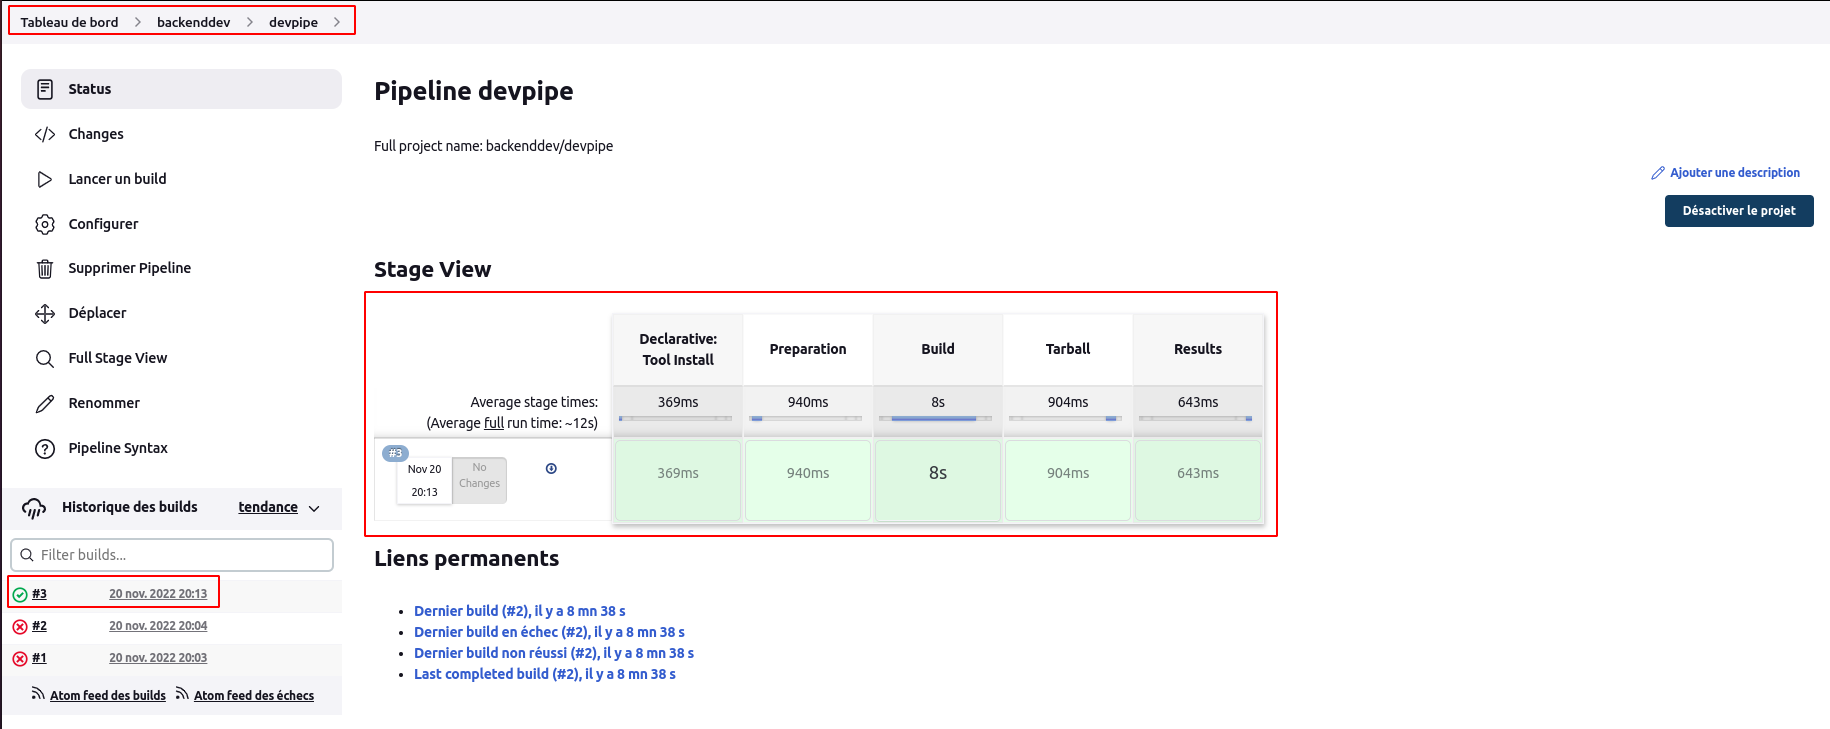 Tableau de bord > backenddev > devpipe >
Status
Changes
Lancer un build
Configurer
Supprimer Pipeline
Déplacer
Full Stage View
Renommer
Pipeline Syntax
Historique des builds tendance
Filter builds...
#3 20 nov. 2022 20:13
#2 20 nov. 2022 20:04
#1 20 nov. 2022 20:03
Atom feed des builds Atom feed des échecs
Pipeline devpipe
Full project name: backenddev/devpipe
Ajouter une description
Désactiver le projet
Stage View
Declarative:
Tool Install
Preparation
Build
Tarball
Results
Average stage times:
(Average full run time: ~12s)
369ms
940ms
8s
904ms
643ms
#3
Nov 20
20:13
No
Changes
369ms
940ms
8s
904ms
643ms
Liens permanents
• Dernier build (#2), il y a 8 mn 38 s
• Dernier build en échec (#2), il y a 8 mn 38 s
• Dernier build non réussi (#2), il y a 8 mn 38 s
• Last completed build (#2), il y a 8 mn 38 s